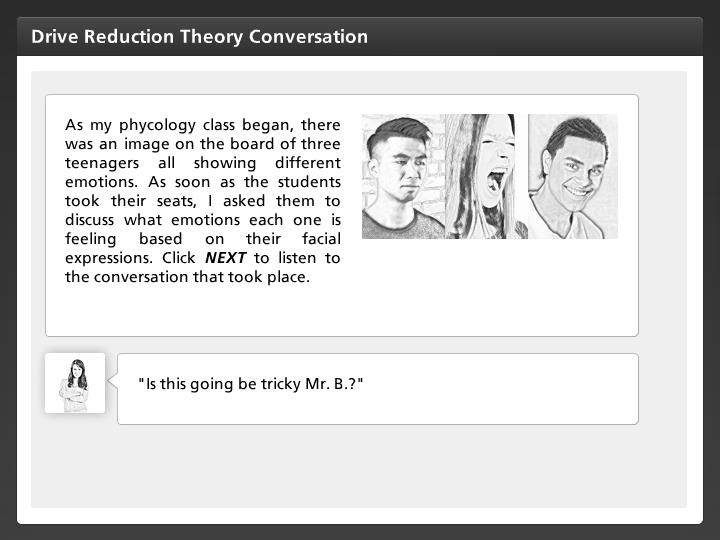 Drive Reduction Theory Conversation
As my phycology class began, there
was an image on the board of three
teenagers all showing different
emotions. As soon as the students
took their seats, I asked them to
discuss what emotions each one is
feeling based on their facial
expressions. Click NEXT to listen to
the conversation that took place.
"Is this going be tricky Mr. B.?"